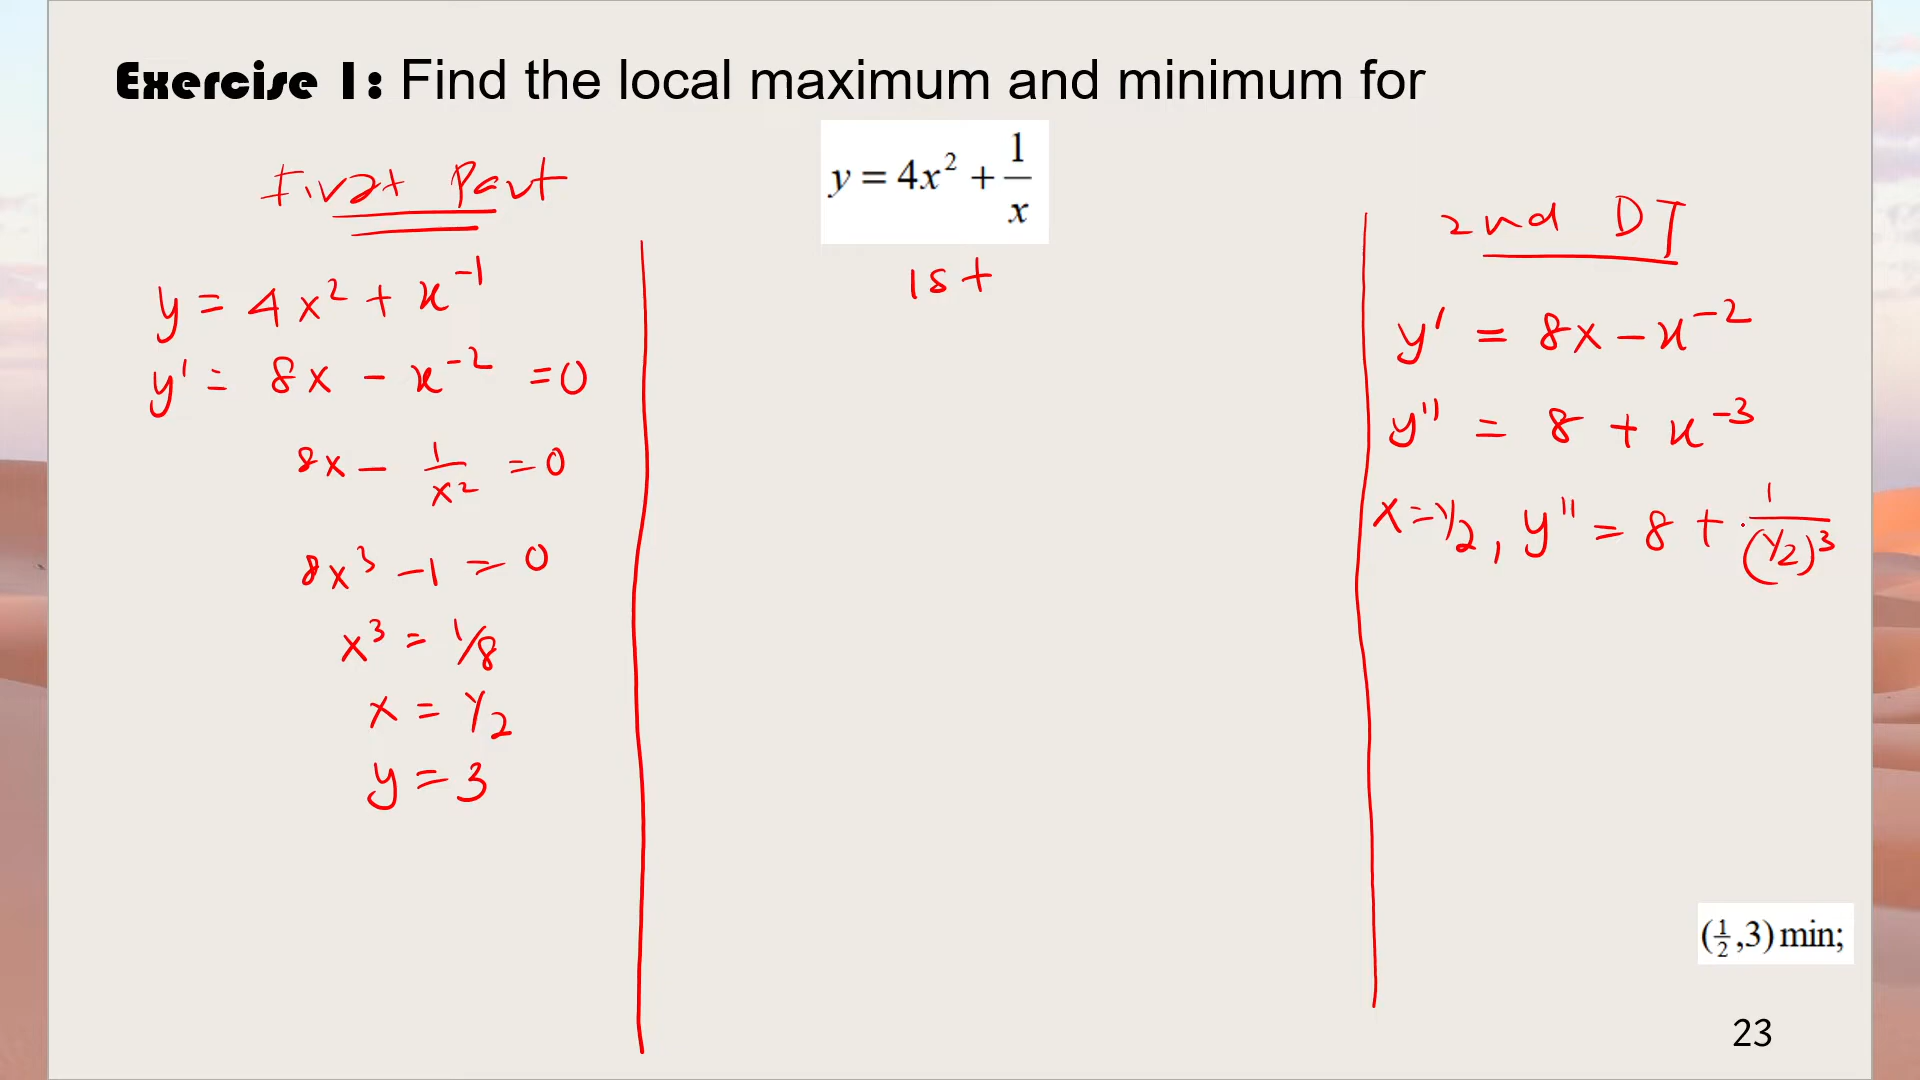 Exercise 1: Find the local maximum and minimum for
y = 4x² + 1/x
First Part
y = 4x² + x⁻¹
y' = 8x - x⁻² = 0
8x - 1/x² = 0
8x³ - 1 = 0
x³ = 1/8
x = 1/2
y = 3
1st
2nd DT
y' = 8x - x⁻²
y'' = 8 + x⁻³
x = 1/2, y'' = 8 + 1/(1/2)³
(1/2, 3) min;
23